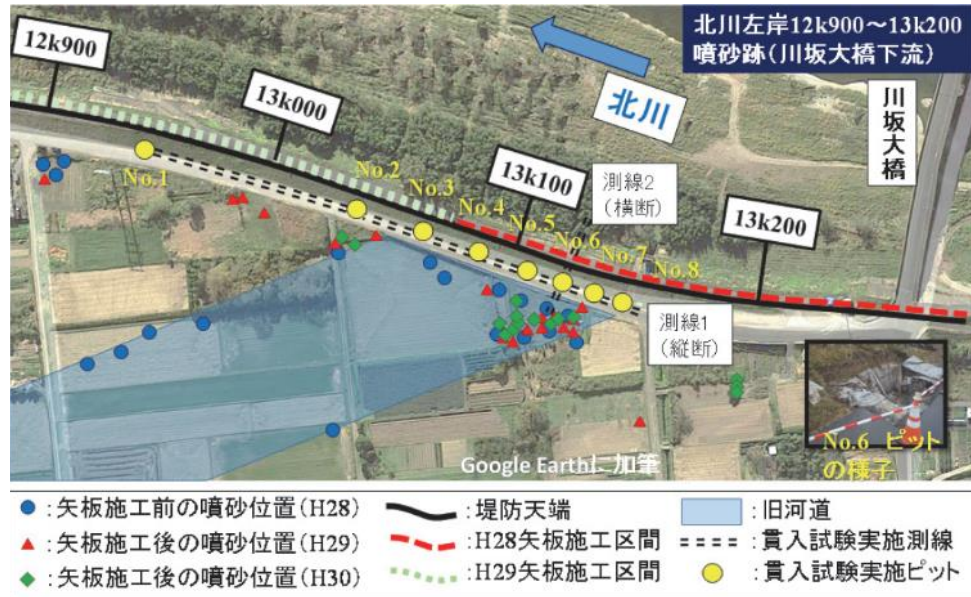 北川左岸12k900～13k200
噴砂跡(川坂大橋下流)
12k900
13k000
北川
川坂大橋
No.1
No.2
No.3
No.4
13k100
No.5
No.6
No.7
No.8
測線2
(横断)
13k200
測線1
(縦断)
No.6 ピット
の様子
Google Earthに加筆
:矢板施工前の噴砂位置(H28)
:堤防天端
:旧河道
:矢板施工後の噴砂位置(H29)
:H28矢板施工区間
:貫入試験実施測線
:矢板施工後の噴砂位置(H30)
:H29矢板施工区間
:貫入試験実施ピット